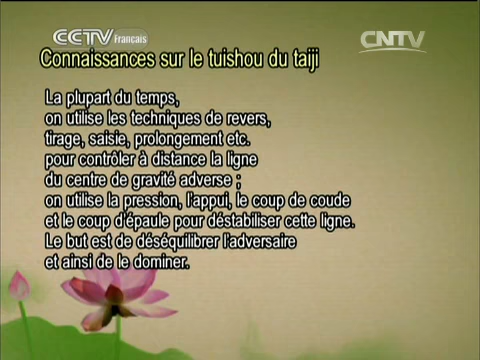 CCTV Français
CNTV
Connaissances sur le tuishou du taiji
La plupart du temps,
on utilise les techniques de revers,
tirage, saisie, prolongement etc.
pour contrôler à distance la ligne
du centre de gravité adverse ;
on utilise la pression, l'appui, le coup de coude
et le coup d'épaule pour déstabiliser cette ligne.
Le but est de déséquilibrer l'adversaire
et ainsi de le dominer.